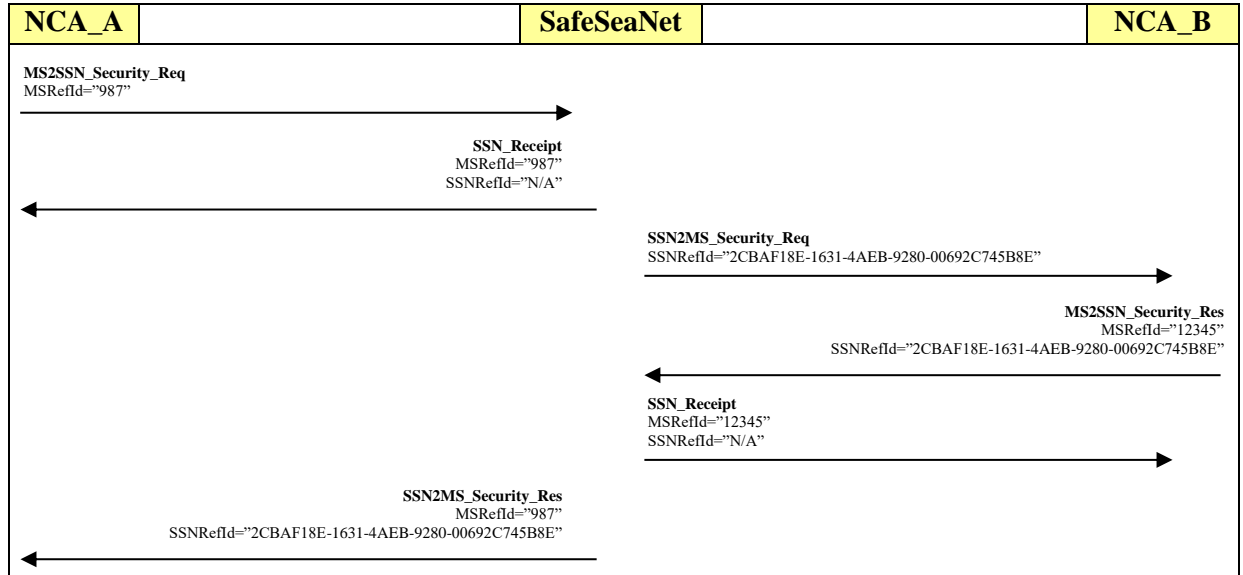 NCA_A
SafeSeaNet
NCA_B
MS2SSN_Security_Req
MSRefId=”987”
SSN_Receipt
MSRefId=”987”
SSNRefId=”N/A”
SSN2MS_Security_Req
SSNRefId=”2CBAF18E-1631-4AEB-9280-00692C745B8E”
MS2SSN_Security_Res
MSRefId=”12345”
SSNRefId=”2CBAF18E-1631-4AEB-9280-00692C745B8E”
SSN_Receipt
MSRefId=”12345”
SSNRefId=”N/A”
SSN2MS_Security_Res
MSRefId=”987”
SSNRefId=”2CBAF18E-1631-4AEB-9280-00692C745B8E”